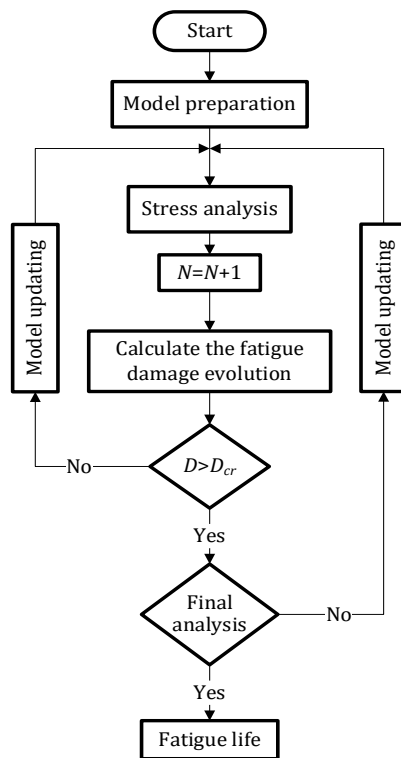 Start
Model preparation
Stress analysis
N=N+1
Calculate the fatigue
damage evolution
Model updating
Model updating
D>D_cr
No
Yes
Final
analysis
No
Yes
Fatigue life